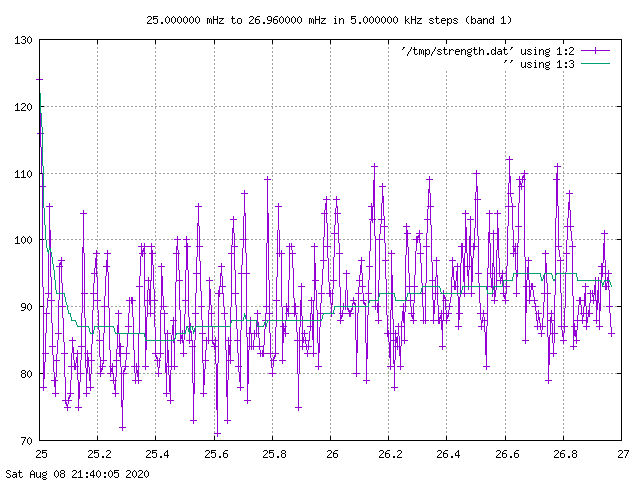 25.000000 mHz to 26.960000 mHz in 5.000000 kHz steps (band 1)
130
'/tmp/strength.dat' using 1:2
'' using 1:3
120
110
100
90
80
70
25 25.2 25.4 25.6 25.8 26 26.2 26.4 26.6 26.8 27
Sat Aug 08 21:40:05 2020